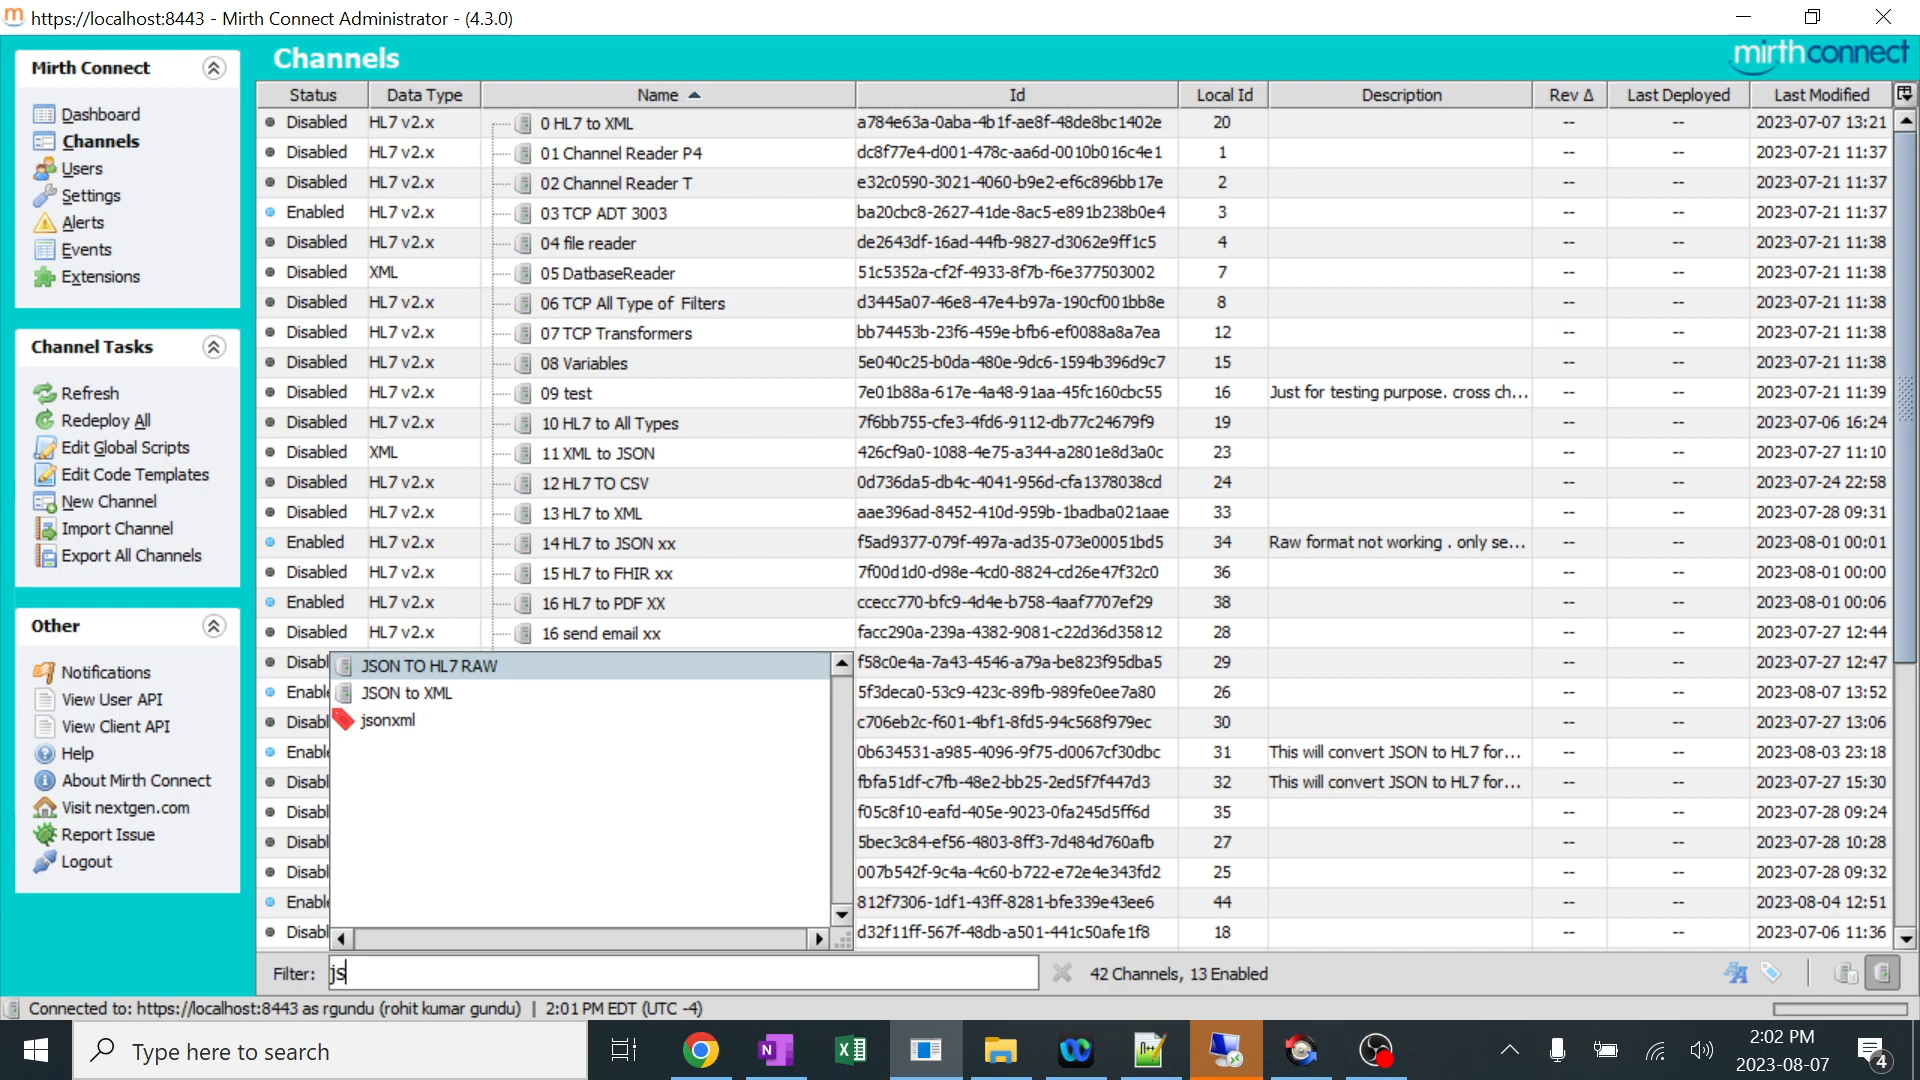 https://localhost:8443 - Mirth Connect Administrator - (4.3.0)
Mirth Connect
Dashboard
Channels
Users
Settings
Alerts
Events
Extensions
Channel Tasks
Refresh
Redeploy All
Edit Global Scripts
Edit Code Templates
New Channel
Import Channel
Export All Channels
Other
Notifications
View User API
View Client API
Help
About Mirth Connect
Visit nextgen.com
Report Issue
Logout
Channels
mirthconnect
Status Data Type Name Id Local Id Description Rev Δ Last Deployed Last Modified
Disabled HL7 v2.x 0 HL7 to XML a784e63a-0aba-4b1f-ae8f-48de8bc1402e 20 -- -- 2023-07-07 13:21
Disabled HL7 v2.x 01 Channel Reader P4 dc8f77e4-d001-478c-aa6d-0010b016c4e1 1 -- -- 2023-07-21 11:37
Disabled HL7 v2.x 02 Channel Reader T e32c0590-3021-4060-b9e2-ef6c896bb17e 2 -- -- 2023-07-21 11:37
Enabled HL7 v2.x 03 TCP ADT 3003 ba20cbc8-2627-41de-8ac5-e891b238b0e4 3 -- -- 2023-07-21 11:37
Disabled HL7 v2.x 04 file reader de2643df-16ad-44fb-9827-d3062e9ff1c5 4 -- -- 2023-07-21 11:38
Disabled XML 05 DatbaseReader 51c5352a-cf2f-4933-8f7b-f6e377503002 7 -- -- 2023-07-21 11:38
Disabled HL7 v2.x 06 TCP All Type of Filters d3445a07-46e8-47e4-b97a-190cf001bb8e 8 -- -- 2023-07-21 11:38
Disabled HL7 v2.x 07 TCP Transformers bb74453b-23f6-459e-bfb6-ef0088a8a7ea 12 -- -- 2023-07-21 11:38
Disabled HL7 v2.x 08 Variables 5e040c25-b0da-480e-9dc6-1594b396d9c7 15 -- -- 2023-07-21 11:38
Disabled HL7 v2.x 09 test 7e01b88a-617e-4a48-91aa-45fc160cbc55 16 Just for testing purpose. cross ch... -- -- 2023-07-21 11:39
Disabled HL7 v2.x 10 HL7 to All Types 7f6bb755-cfe3-4fd6-9112-db77c24679f9 19 -- -- 2023-07-06 16:24
Disabled XML 11 XML to JSON 426cf9a0-1088-4e75-a344-a2801e8d3a0c 23 -- -- 2023-07-27 11:10
Disabled HL7 v2.x 12 HL7 TO CSV 0d736da5-db4c-4041-956d-cfa1378038cd 24 -- -- 2023-07-24 22:58
Disabled HL7 v2.x 13 HL7 to XML aae396ad-8452-410d-959b-1badba021aae 33 -- -- 2023-07-28 09:31
Enabled HL7 v2.x 14 HL7 to JSON xx f5ad9377-079f-497a-ad35-073e00051bd5 34 Raw format not working . only se... -- -- 2023-08-01 00:01
Disabled HL7 v2.x 15 HL7 to FHIR xx 7f00d1d0-d98e-4cd0-8824-cd26e47f32c0 36 -- -- 2023-08-01 00:00
Enabled HL7 v2.x 16 HL7 to PDF XX ccecc770-bfc9-4d4e-b758-4aaf7707ef29 38 -- -- 2023-08-01 00:06
Disabled HL7 v2.x 16 send email xx facc290a-239a-4382-9081-c22d36d35812 28 -- -- 2023-07-27 12:44
Disabl JSON TO HL7 RAW f58c0e4a-7a43-4546-a79a-be823f95dba5 29 -- -- 2023-07-27 12:47
Enable JSON to XML 5f3deca0-53c9-423c-89fb-989fe0ee7a80 26 -- -- 2023-08-07 13:52
Disabl jsonxml c706eb2c-f601-4bf1-8fd5-94c568f979ec 30 -- -- 2023-07-27 13:06
Enable 0b634531-a985-4096-9f75-d0067cf30dbc 31 This will convert JSON to HL7 for... -- -- 2023-08-03 23:18
Disabl fbfa51df-c7fb-48e2-bb25-2ed5f7f447d3 32 This will convert JSON to HL7 for... -- -- 2023-07-27 15:30
Disabl f05c8f10-eafd-405e-9023-0fa245d5ff6d 35 -- -- 2023-07-28 09:24
Disabl 5bec3c84-ef56-4803-8ff3-7d484d760afb 27 -- -- 2023-07-28 10:28
Disabl 007b542f-9c4a-4c60-b722-e72e4e343fd2 25 -- -- 2023-07-28 09:32
Enable 812f7306-1df1-43ff-8281-bfe339e43ee6 44 -- -- 2023-08-04 12:51
Disabl d32f11ff-567f-48db-a501-441c50afe1f8 18 -- -- 2023-07-06 11:36
Filter: js 42 Channels, 13 Enabled
Connected to: https://localhost:8443 as rgundu (rohit kumar gundu) | 2:01 PM EDT (UTC -4)
Type here to search
2:02 PM
2023-08-07
4